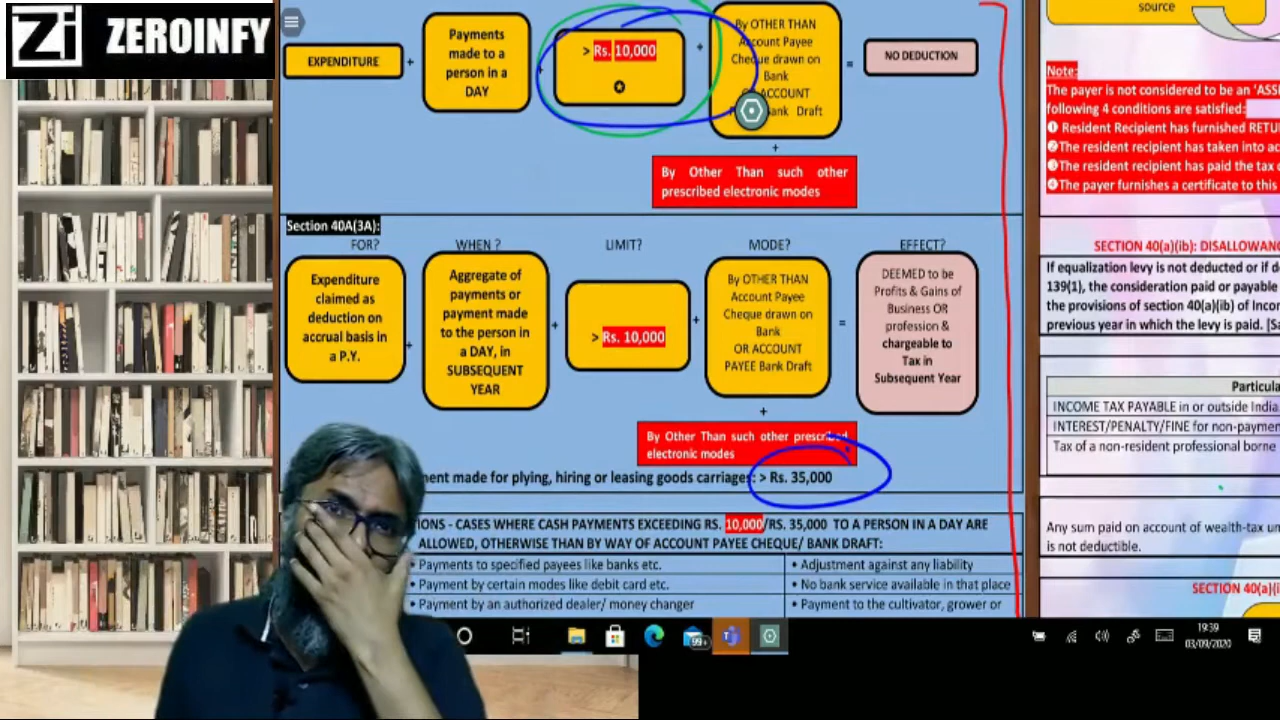 Zi ZEROINFY
EXPENDITURE
+
Payments
made to a
person in a
DAY
> Rs. 10,000
+
By OTHER THAN
Account Payee
Cheque drawn on
Bank
ACCOUNT
Bank Draft
=
NO DEDUCTION
+
By Other Than such other
prescribed electronic modes
Section 40A(3A):
FOR? WHEN ? LIMIT? MODE? EFFECT?
Expenditure
claimed as
deduction on
accrual basis in
a P.Y.
+
Aggregate of
payments or
payment made
to the person in
a DAY, in
SUBSEQUENT
YEAR
+
> Rs. 10,000
+
By OTHER THAN
Account Payee
Cheque drawn on
Bank
OR ACCOUNT
PAYEE Bank Draft
=
DEEMED to be
Profits & Gains of
Business OR
profession &
chargeable to
Tax in
Subsequent Year
+
By Other Than such other prescribed
electronic modes
ent made for plying, hiring or leasing goods carriages: > Rs. 35,000
IONS - CASES WHERE CASH PAYMENTS EXCEEDING RS. 10,000/RS. 35,000 TO A PERSON IN A DAY ARE
ALLOWED, OTHERWISE THAN BY WAY OF ACCOUNT PAYEE CHEQUE/ BANK DRAFT:
• Payments to specified payees like banks etc.
• Payment by certain modes like debit card etc.
• Payment by an authorized dealer/ money changer
• Adjustment against any liability
• No bank service available in that place
• Payment to the cultivator, grower or
source
Note:
The payer is not considered to be an 'ASS
following 4 conditions are satisfied:
❶ Resident Recipient has furnished RETU
❷The resident recipient has taken into ac
❸The resident recipient has paid the tax o
❹The payer furnishes a certificate to this
SECTION 40(a)(ib): DISALLOWANC
If equalization levy is not deducted or if d
139(1), the consideration paid or payable
the provisions of section 40(a)(ib) of Incom
previous year in which the levy is paid. [Sa
Particula
INCOME TAX PAYABLE in or outside India
INTEREST/PENALTY/FINE for non-paymen
Tax of a non-resident professional borne
Any sum paid on account of wealth-tax un
is not deductible.
SECTION 40(a)(i
99+
19:39
03/09/2020